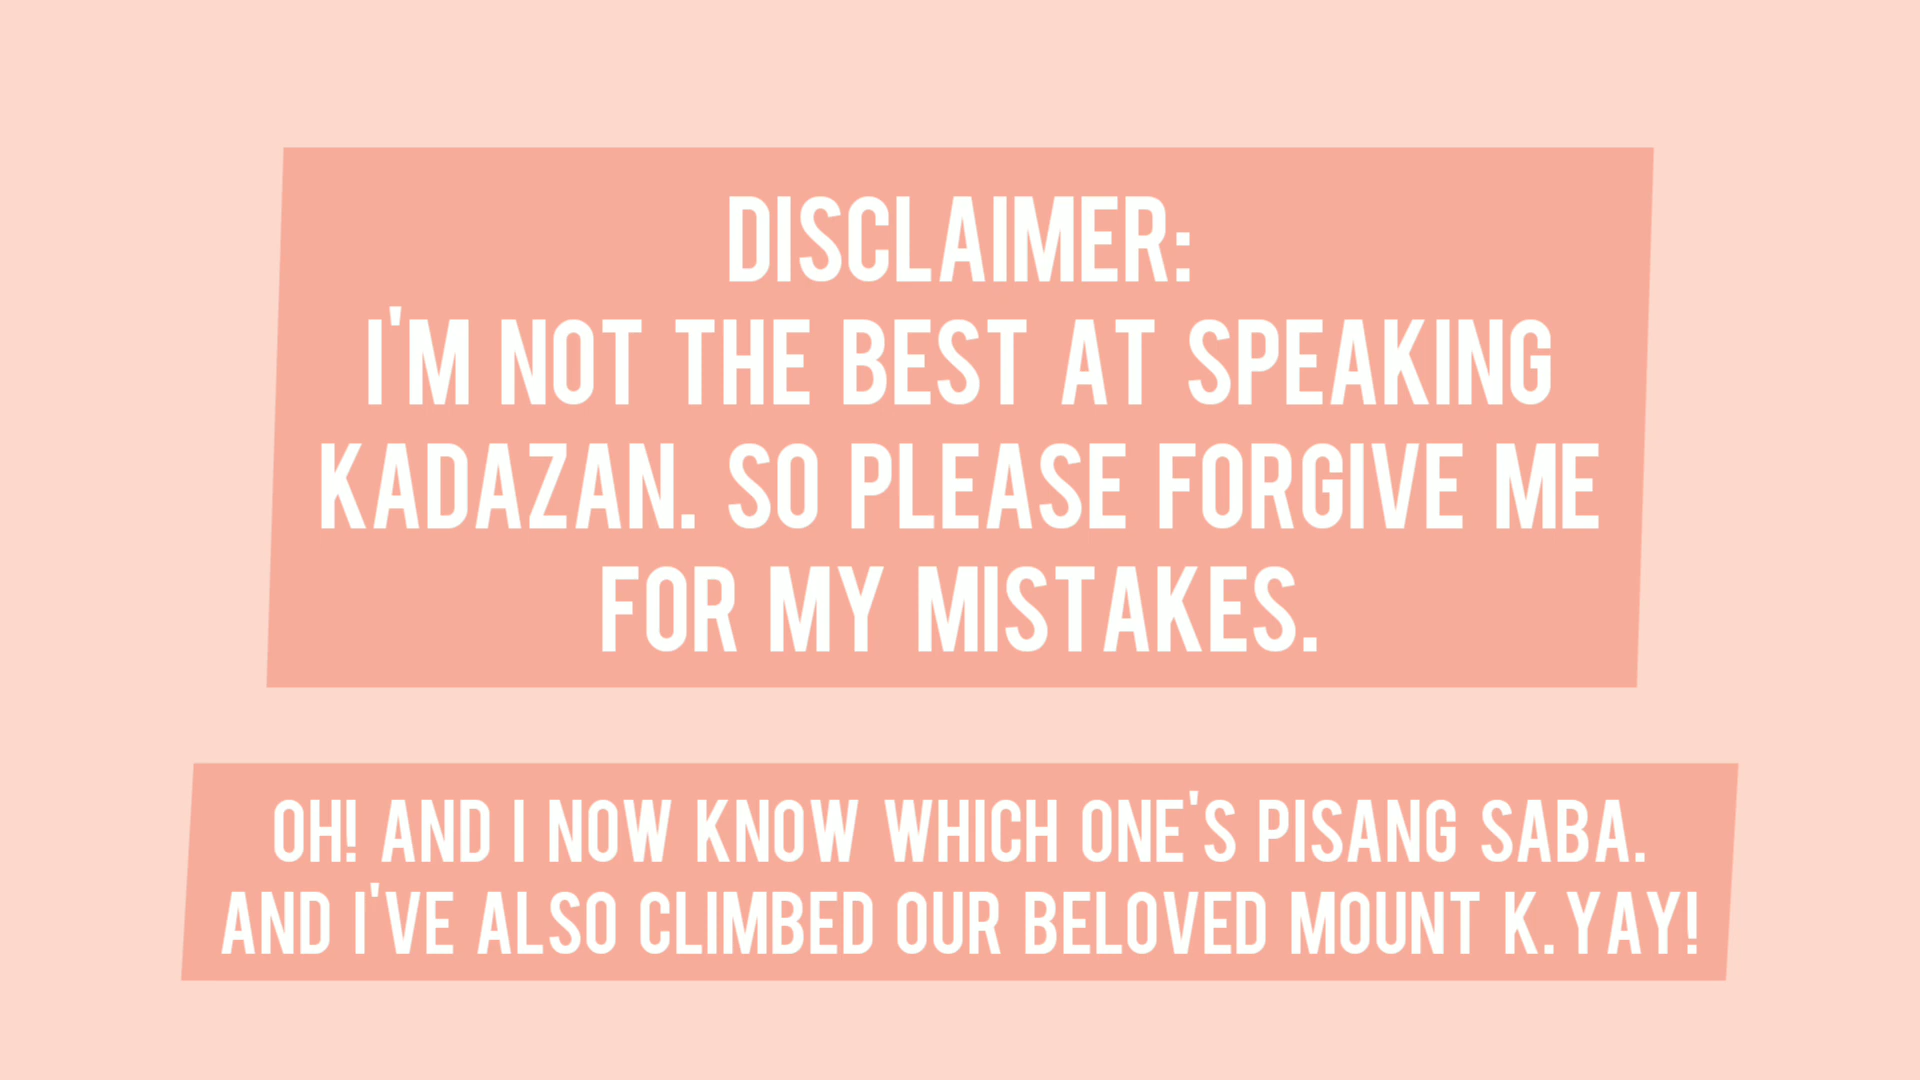 DISCLAIMER:
I'M NOT THE BEST AT SPEAKING
KADAZAN. SO PLEASE FORGIVE ME
FOR MY MISTAKES.
OH! AND I NOW KNOW WHICH ONE'S PISANG SABA.
AND I'VE ALSO CLIMBED OUR BELOVED MOUNT K. YAY!